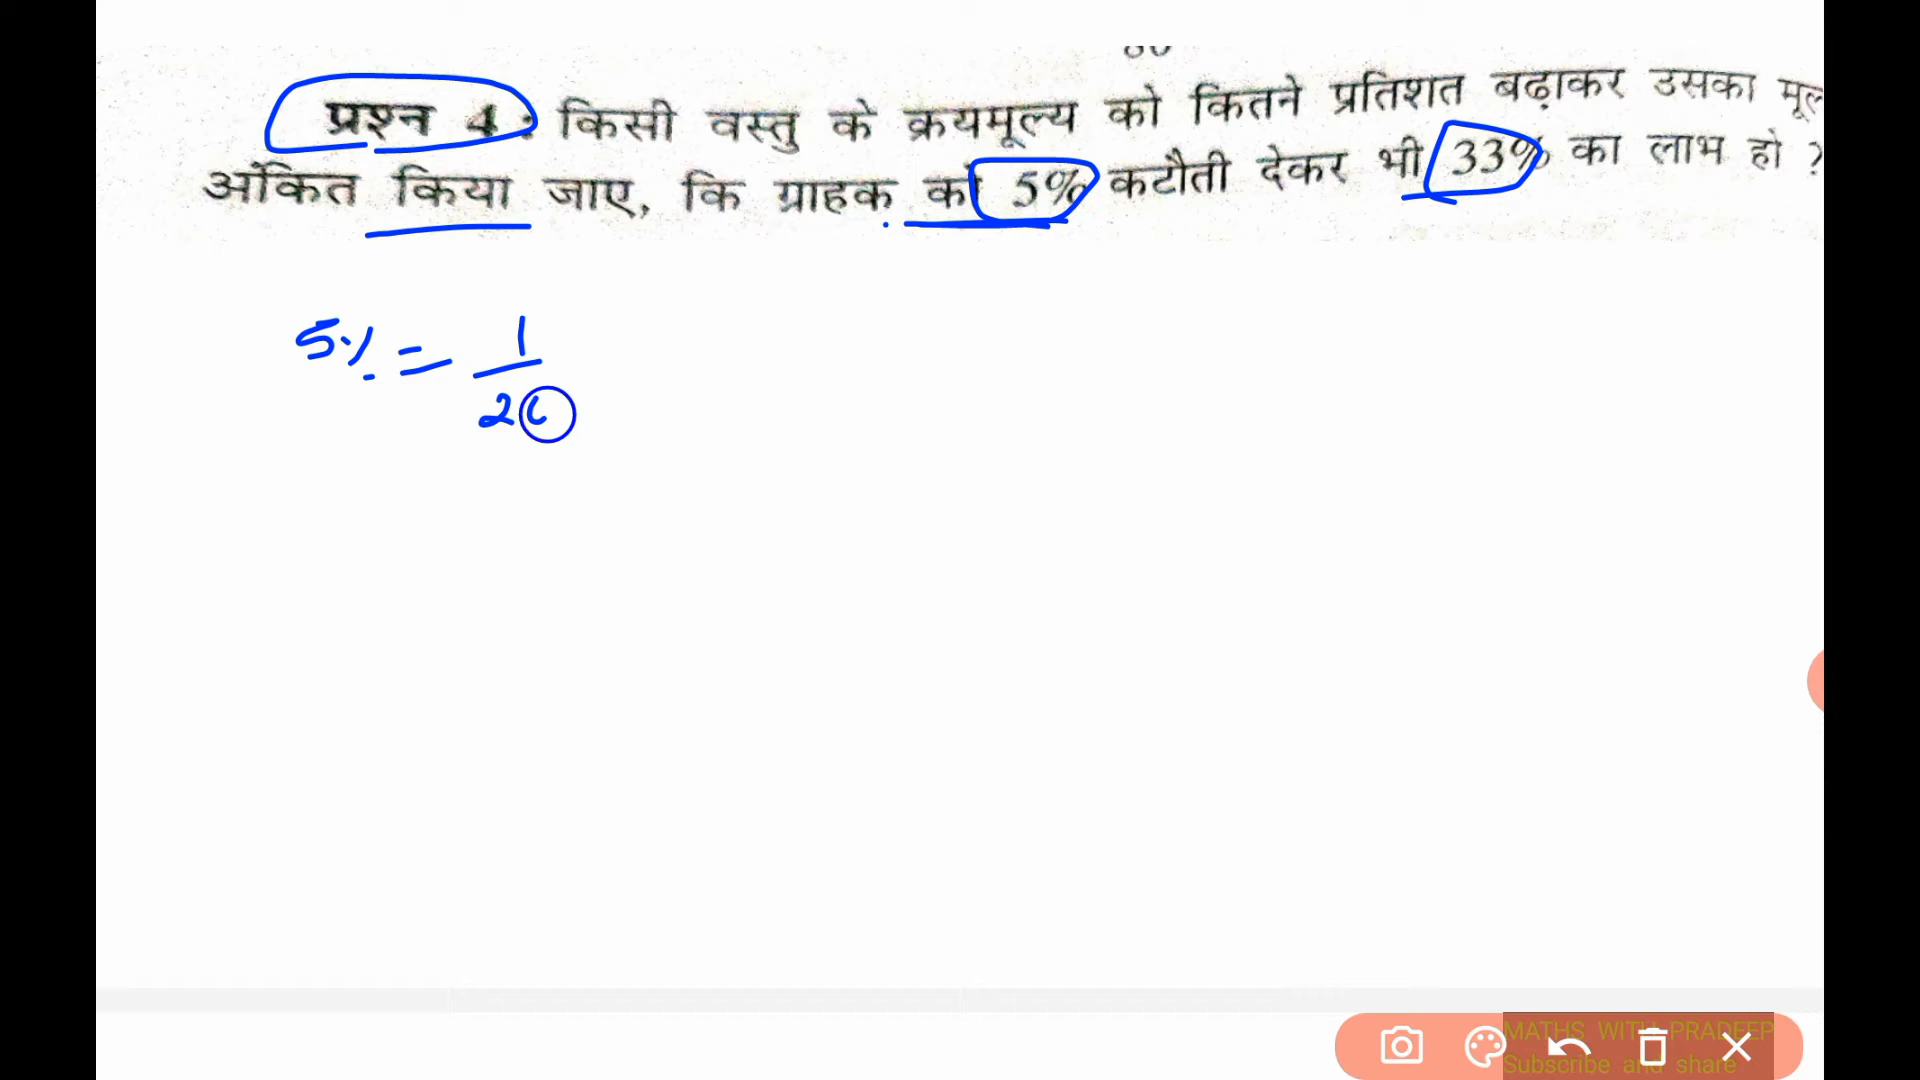 प्रश्न 4 : किसी वस्तु के क्रयमूल्य को कितने प्रतिशत बढ़ाकर उसका
अंकित किया जाए, कि ग्राहक को 5% कटौती देकर भी 33% का लाभ हो ?
5% = 1
20
MATHS WITH PRADEEP
Subscribe and share